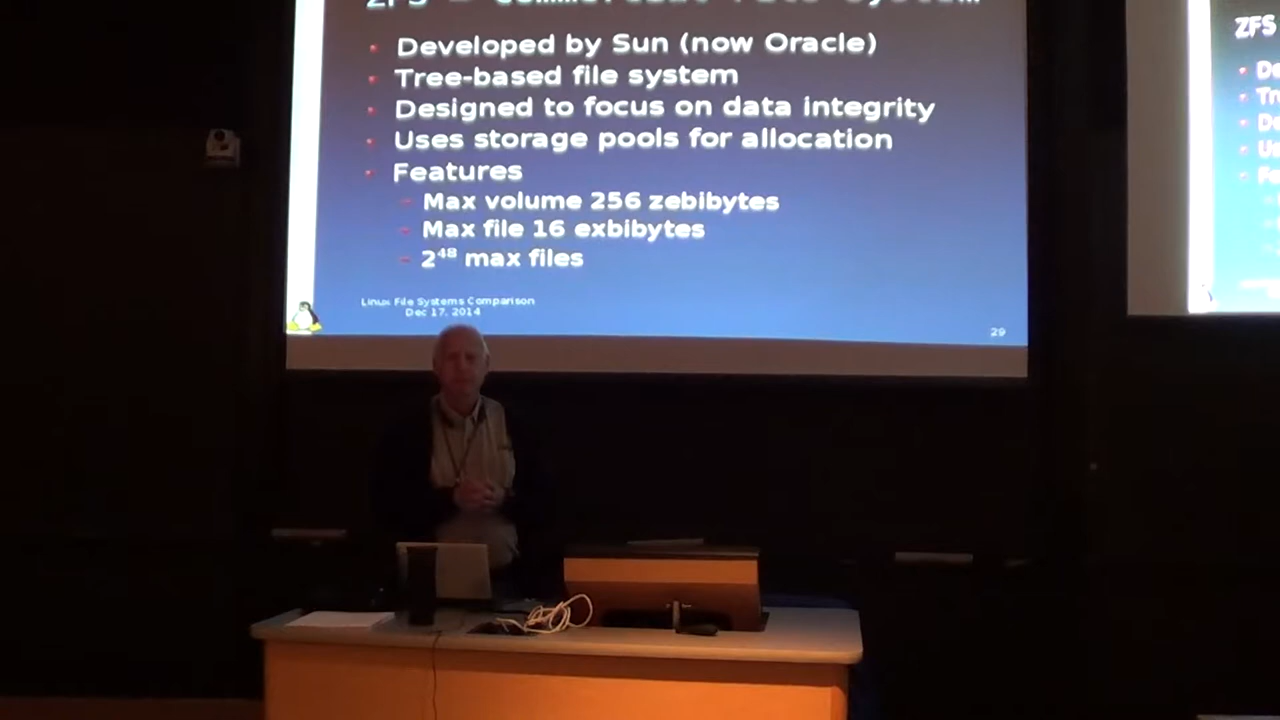 ZFS
Developed by Sun (now Oracle)
Tree-based file system
Designed to focus on data integrity
Uses storage pools for allocation
Features
Max volume 256 zebibytes
Max file 16 exbibytes
2⁴⁸ max files
Linux File Systems Comparison
Dec 17, 2014
29
ZFS